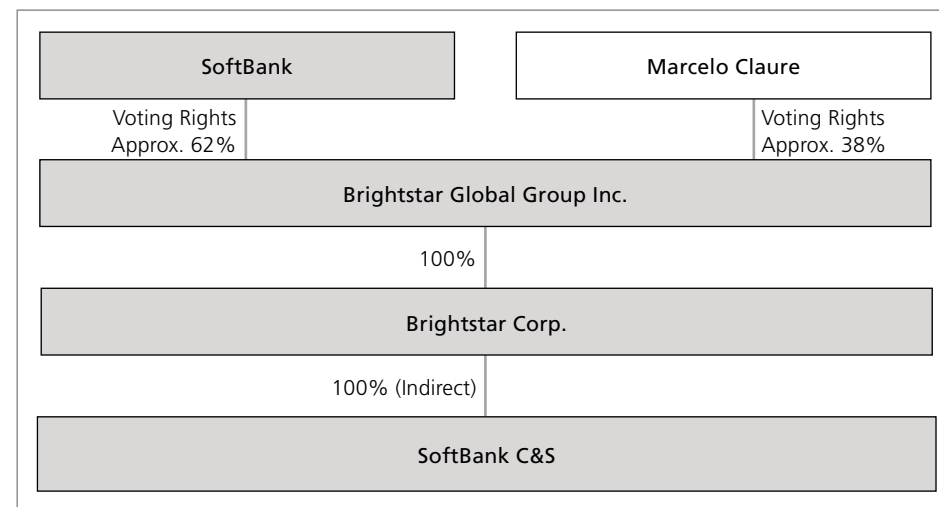 SoftBank
Marcelo Claure
Voting Rights
Approx. 62%
Voting Rights
Approx. 38%
Brightstar Global Group Inc.
100%
Brightstar Corp.
100% (Indirect)
SoftBank C&S